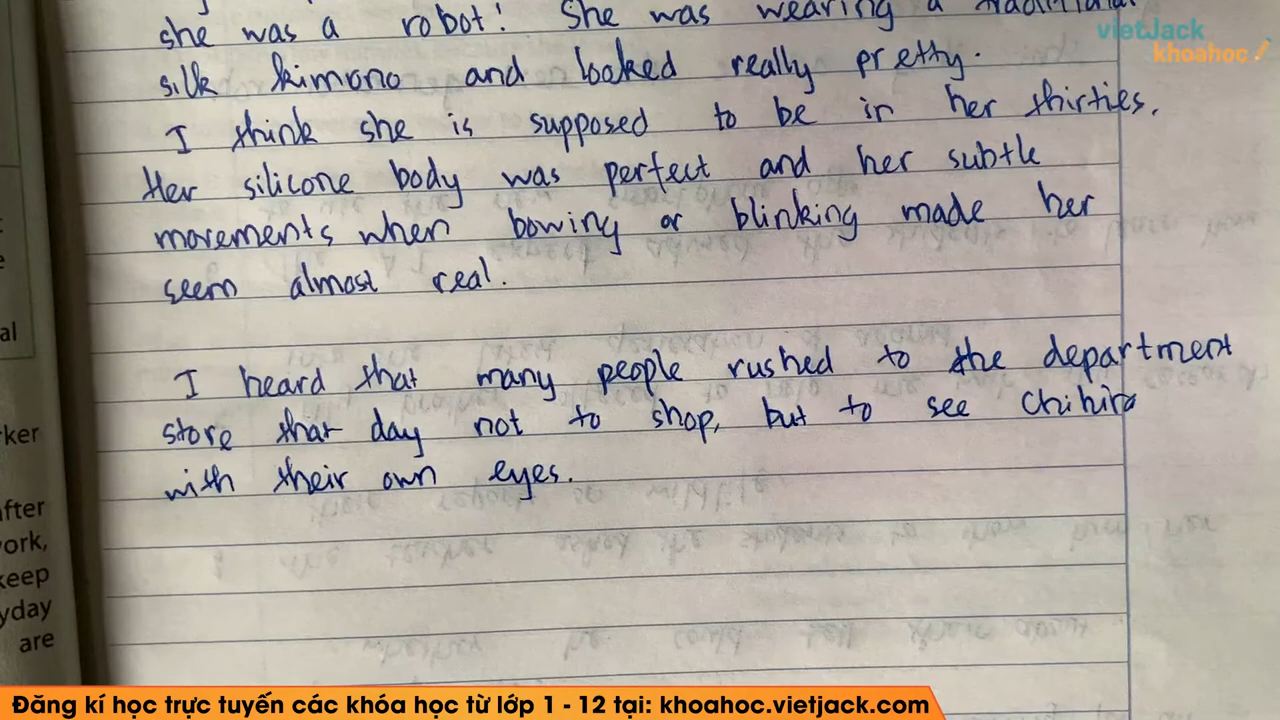 she was a robot! She was wearing a traditional
silk kimono and looked really pretty.
I think she is supposed to be in her thirties.
Her silicone body was perfect and her subtle
movements when bowing or blinking made her
seem almost real.
I heard that many people rushed to the department
store that day not to shop, but to see Chihira
with their own eyes.
al
ker
after
ork,
keep
yday
are
vietJack
khoahoc
Đăng kí học trực tuyến các khóa học từ lớp 1 - 12 tại: khoahoc.vietjack.com